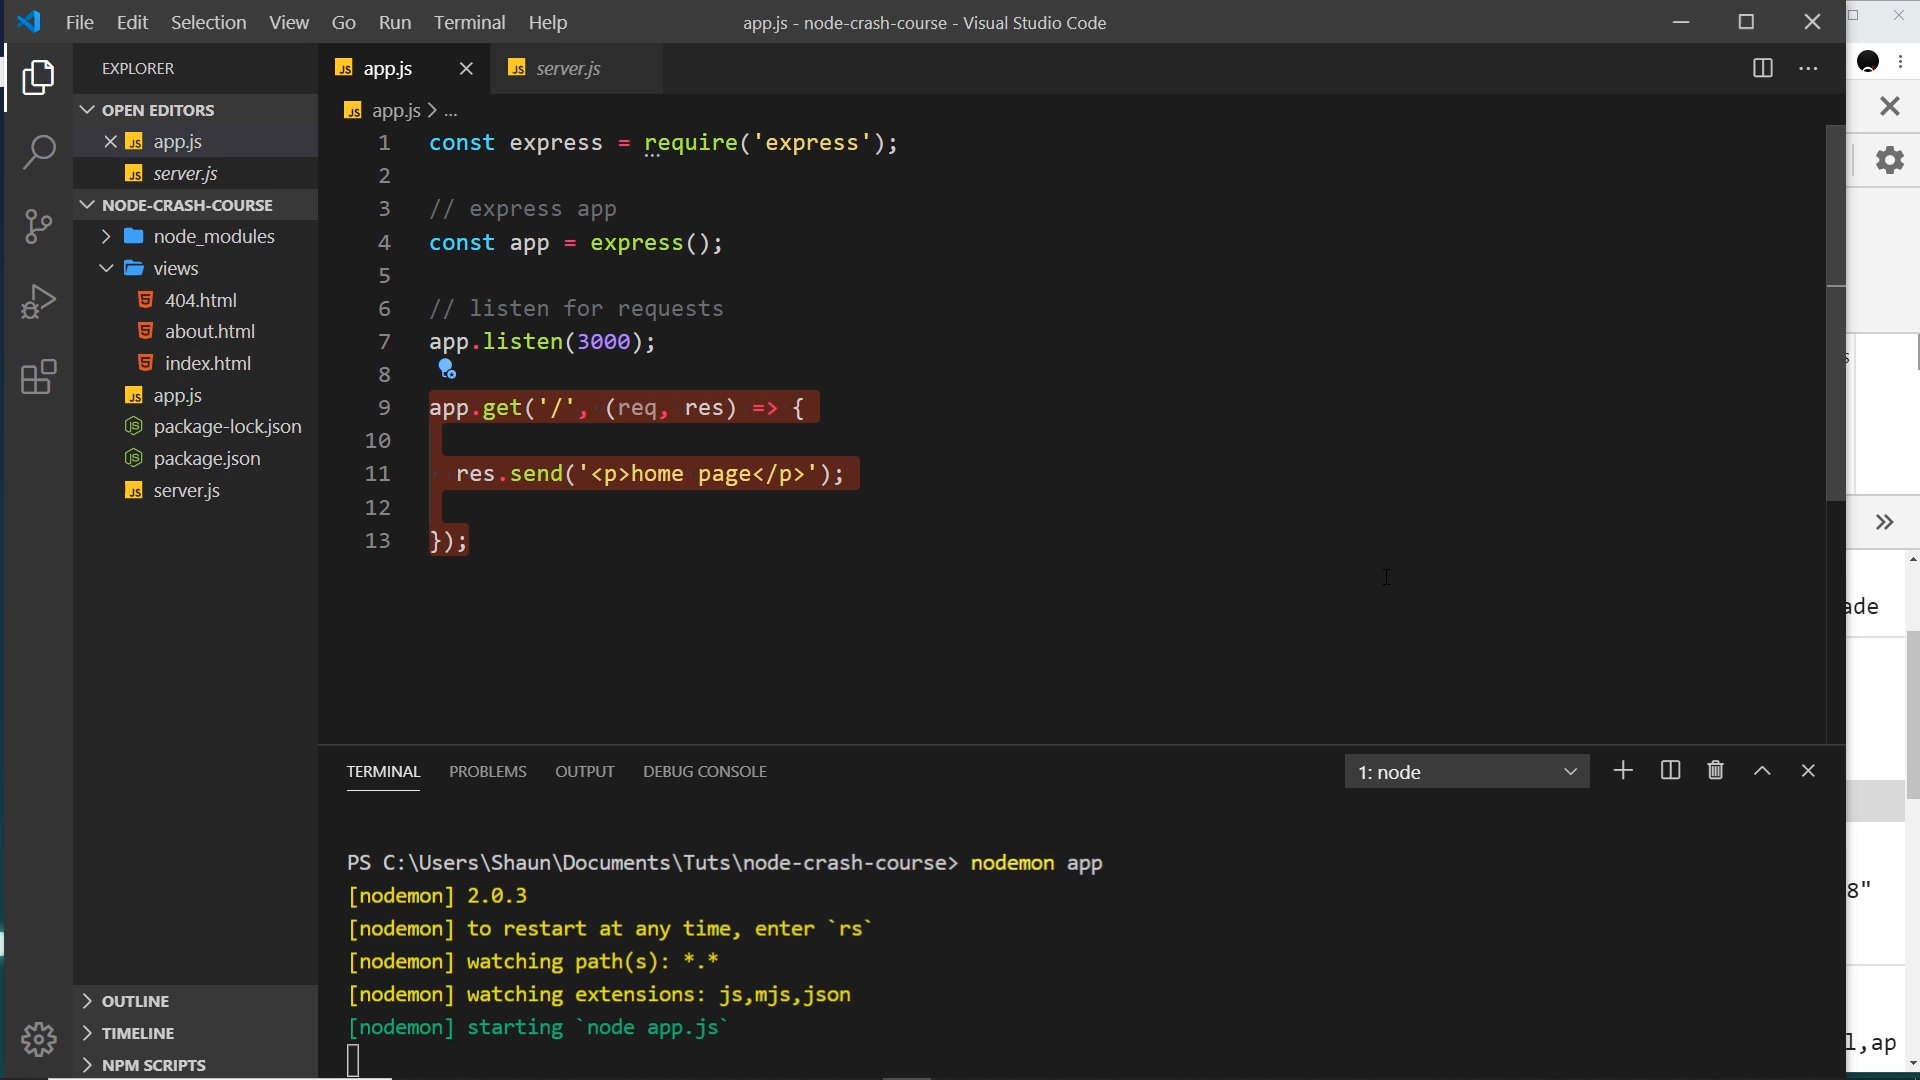 File Edit Selection View Go Run Terminal Help
app.js - node-crash-course - Visual Studio Code
EXPLORER
OPEN EDITORS
app.js
server.js
NODE-CRASH-COURSE
node_modules
views
404.html
about.html
index.html
app.js
package-lock.json
package.json
server.js
OUTLINE
TIMELINE
NPM SCRIPTS
app.js
server.js
app.js > ...
1 const express = require('express');
2
3 // express app
4 const app = express();
5
6 // listen for requests
7 app.listen(3000);
8
9 app.get('/', (req, res) => {
10
11 res.send('<p>home page</p>');
12
13 });
TERMINAL PROBLEMS OUTPUT DEBUG CONSOLE
1: node
PS C:\Users\Shaun\Documents\Tuts\node-crash-course> nodemon app
[nodemon] 2.0.3
[nodemon] to restart at any time, enter `rs`
[nodemon] watching path(s): *.*
[nodemon] watching extensions: js,mjs,json
[nodemon] starting `node app.js`
ade
8"
l,ap